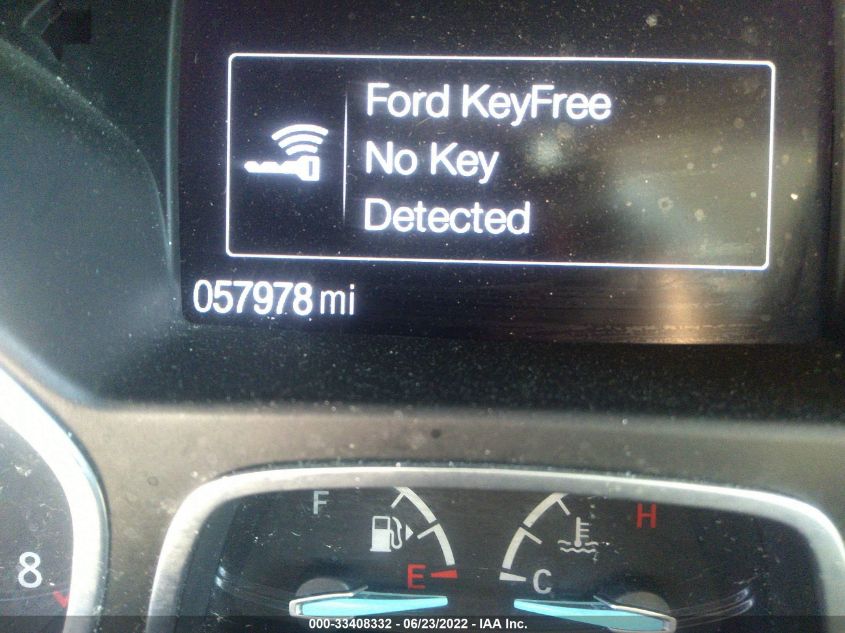 Ford KeyFree
No Key
Detected
057978 mi
F
H
E
C
8
000-33408332 - 06/23/2022 - IAA Inc.